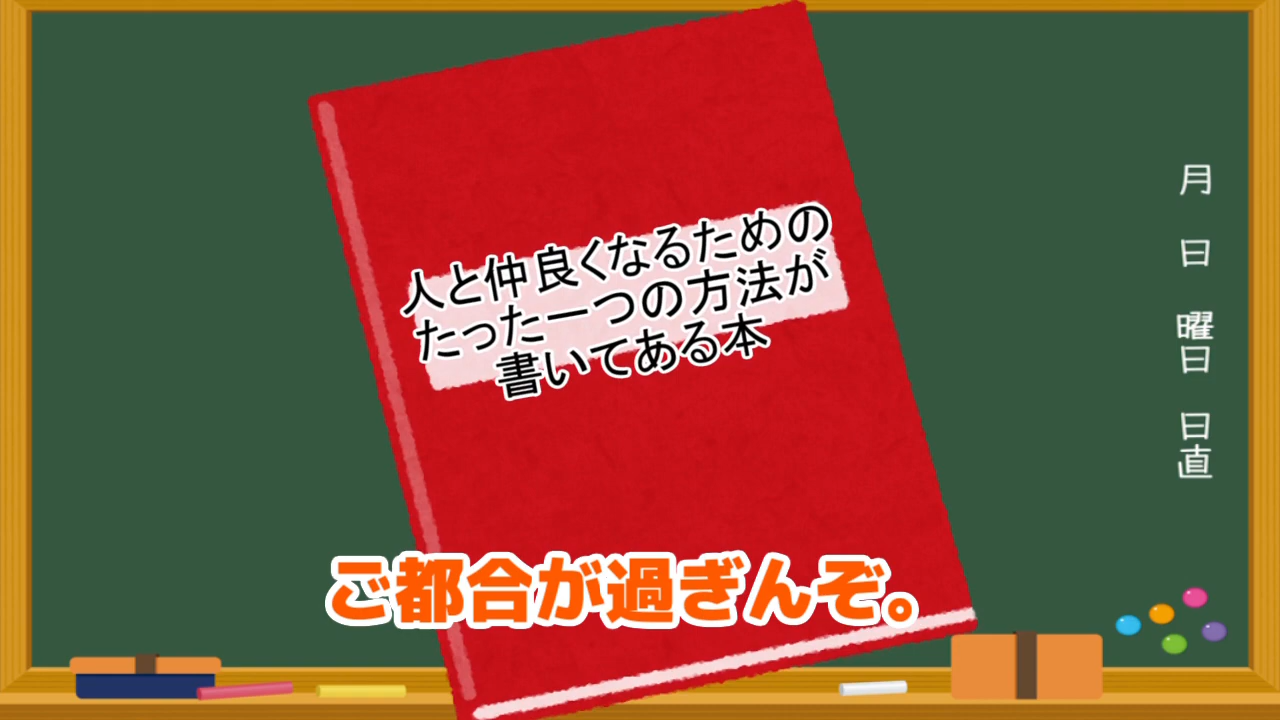 人と仲良くなるための
たった一つの方法が
書いてある本
ご都合が過ぎんぞ。
月 日 曜日 日直